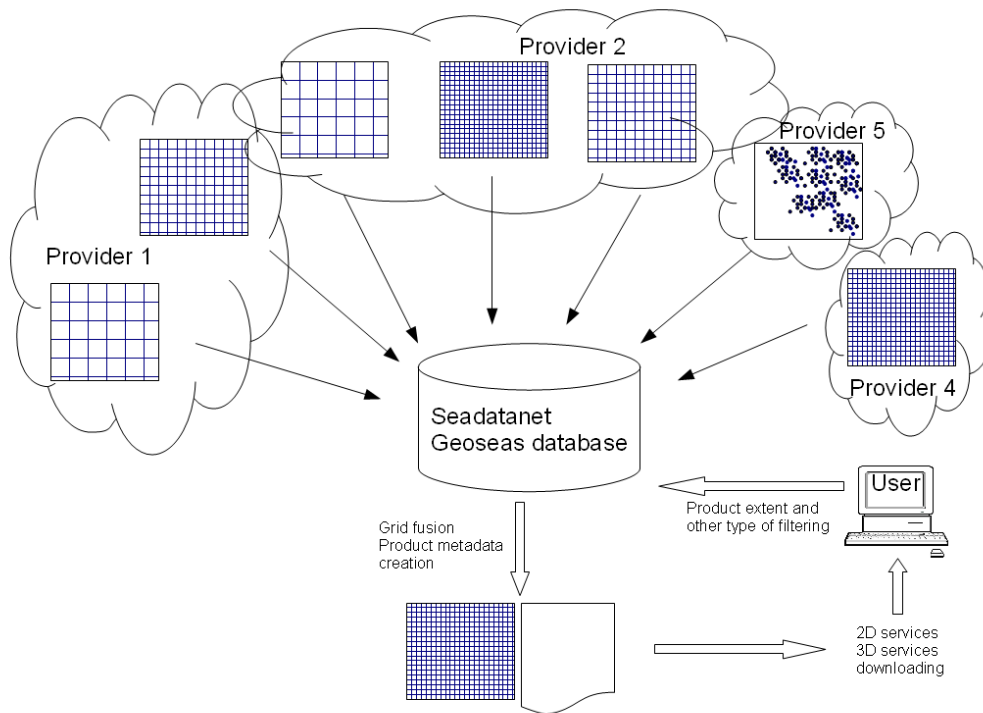 Provider 2
Provider 5
Provider 1
Provider 4
Seadatanet
Geoseas database
User
Product extent and
other type of filtering
Grid fusion
Product metadata
creation
2D services
3D services
downloading